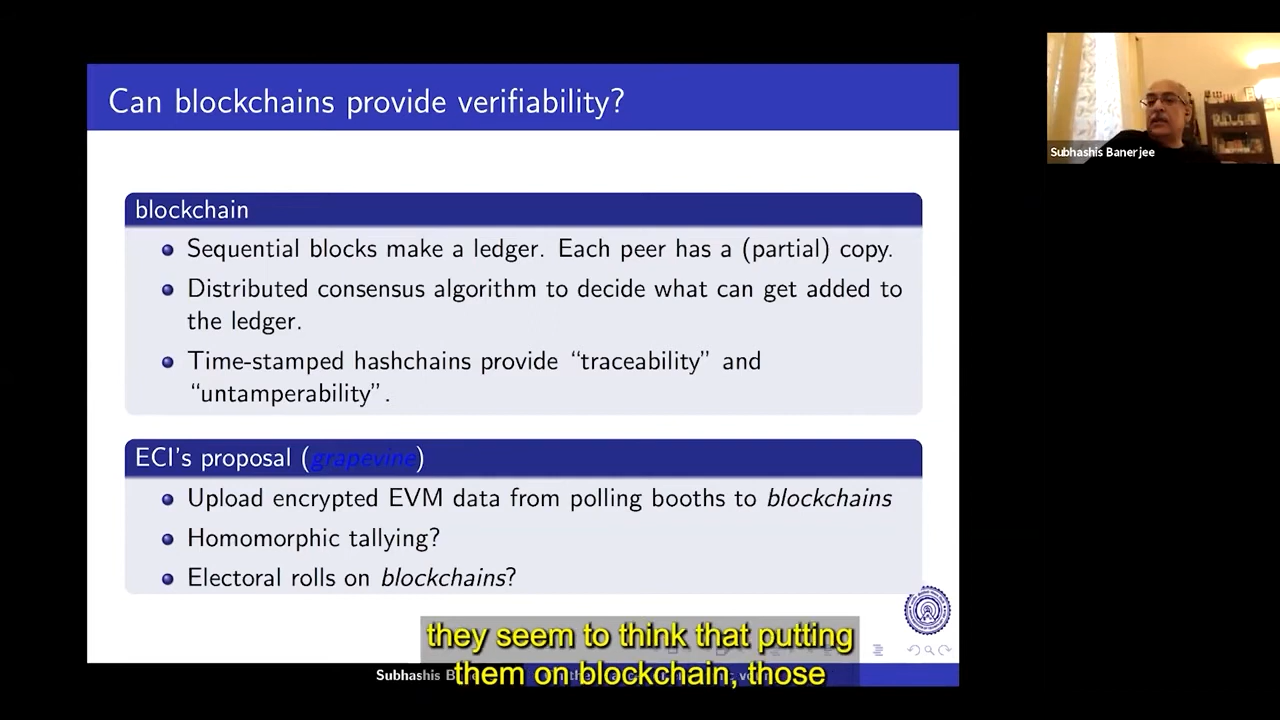 Can blockchains provide verifiability?
Subhashis Banerjee
blockchain
Sequential blocks make a ledger. Each peer has a (partial) copy.
Distributed consensus algorithm to decide what can get added to
the ledger.
Time-stamped hashchains provide “traceability” and
“untamperability”.
ECI's proposal (grapevine)
Upload encrypted EVM data from polling booths to blockchains
Homomorphic tallying?
Electoral rolls on blockchains?
they seem to think that putting
them on blockchain, those
Subhashis B